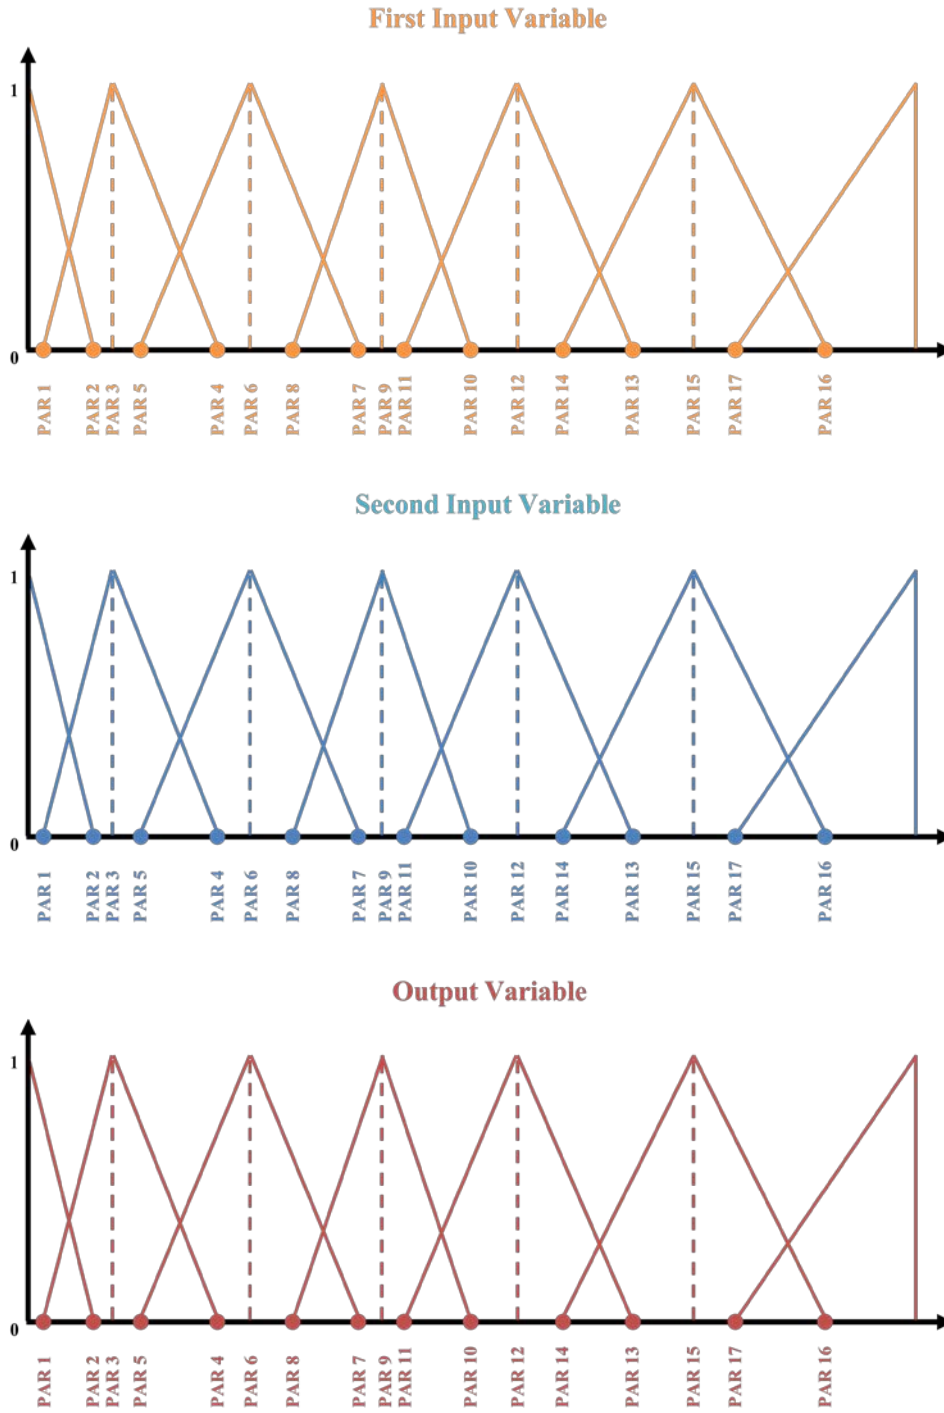 First Input Variable
1
0
PAR 1
PAR 2
PAR 3
PAR 5
PAR 4
PAR 6
PAR 8
PAR 7
PAR 9
PAR 11
PAR 10
PAR 12
PAR 14
PAR 13
PAR 15
PAR 17
PAR 16
Second Input Variable
1
0
PAR 1
PAR 2
PAR 3
PAR 5
PAR 4
PAR 6
PAR 8
PAR 7
PAR 9
PAR 11
PAR 10
PAR 12
PAR 14
PAR 13
PAR 15
PAR 17
PAR 16
Output Variable
1
0
PAR 1
PAR 2
PAR 3
PAR 5
PAR 4
PAR 6
PAR 8
PAR 7
PAR 9
PAR 11
PAR 10
PAR 12
PAR 14
PAR 13
PAR 15
PAR 17
PAR 16